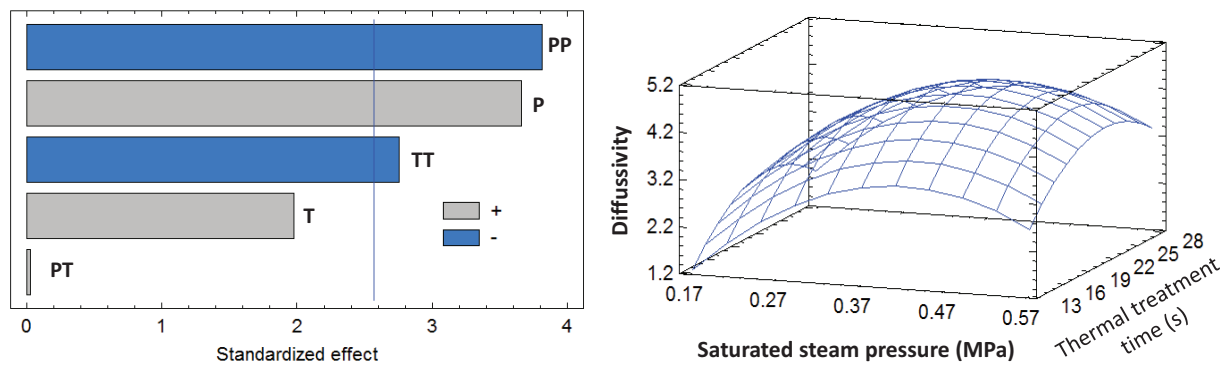 PP
P
TT
T
PT
+
-
0
1
2
3
4
Standardized effect
5.2
4.2
3.2
2.2
1.2
Diffussivity
0.17
0.27
0.37
0.47
0.57
Saturated steam pressure (MPa)
13
16
19
22
25
28
Thermal treatment
time (s)